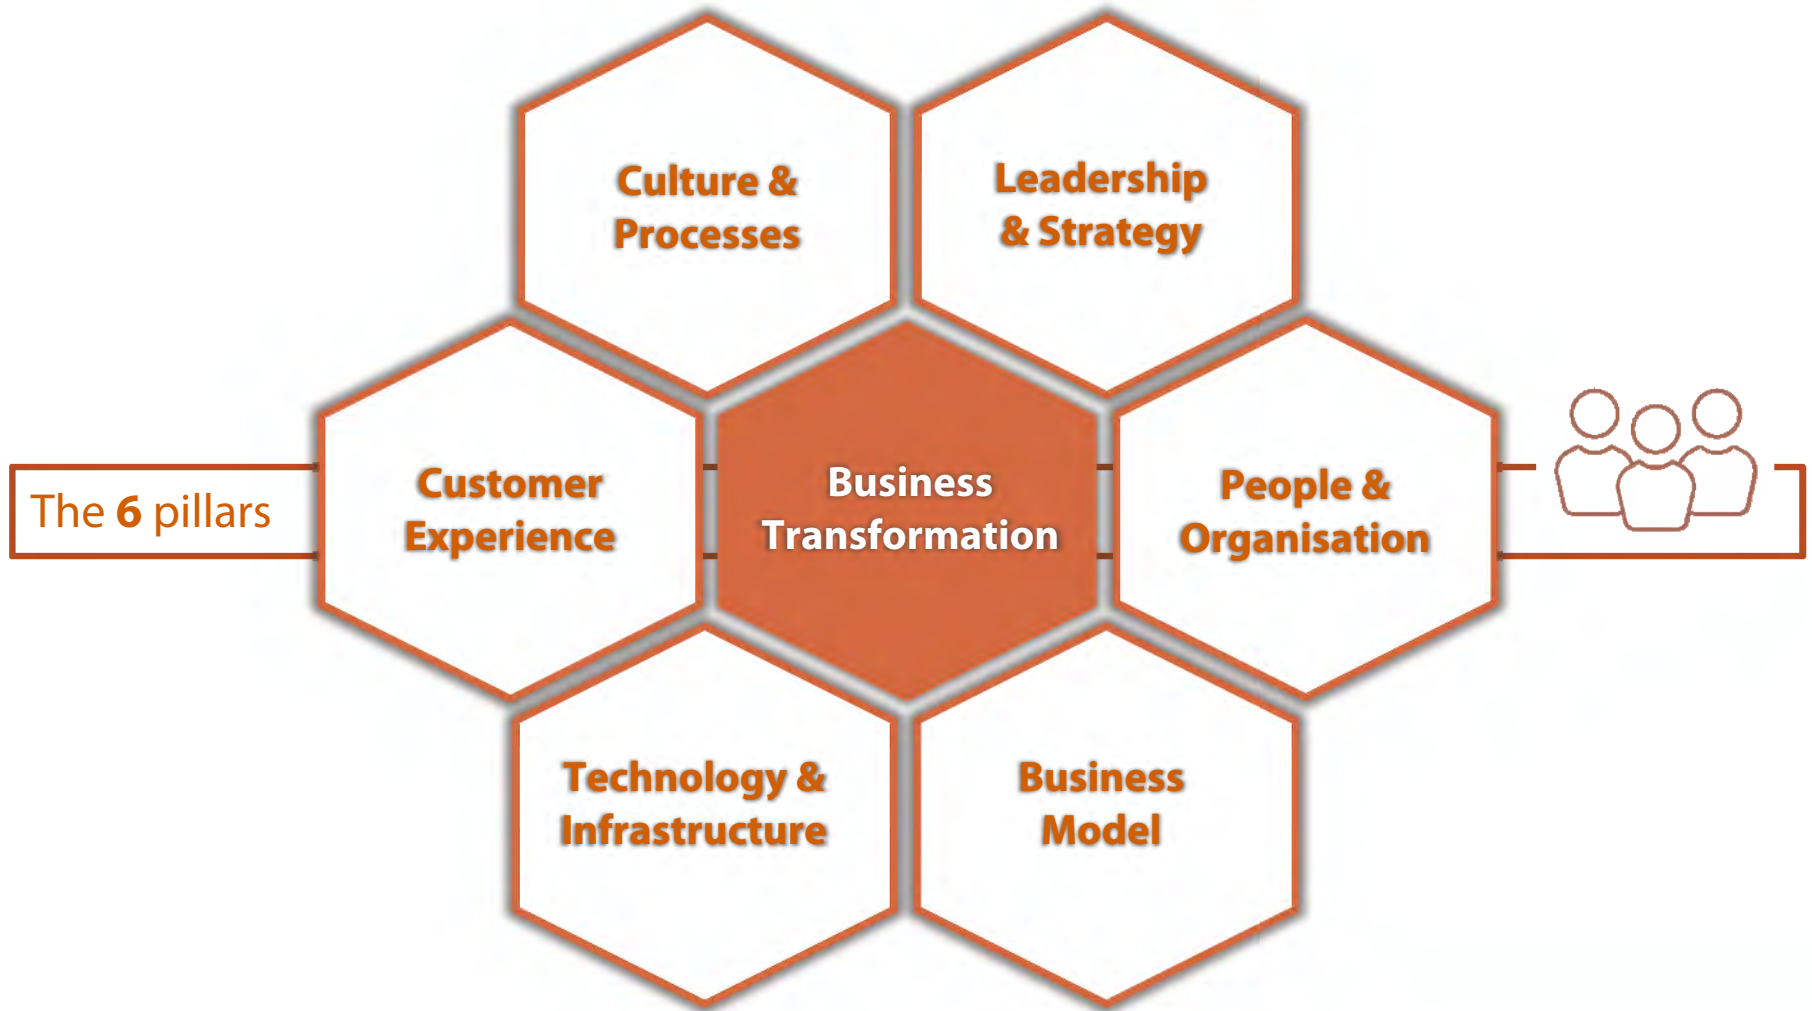 Culture &
Processes
Leadership
& Strategy
The 6 pillars
Customer
Experience
Business
Transformation
People &
Organisation
Technology &
Infrastructure
Business
Model